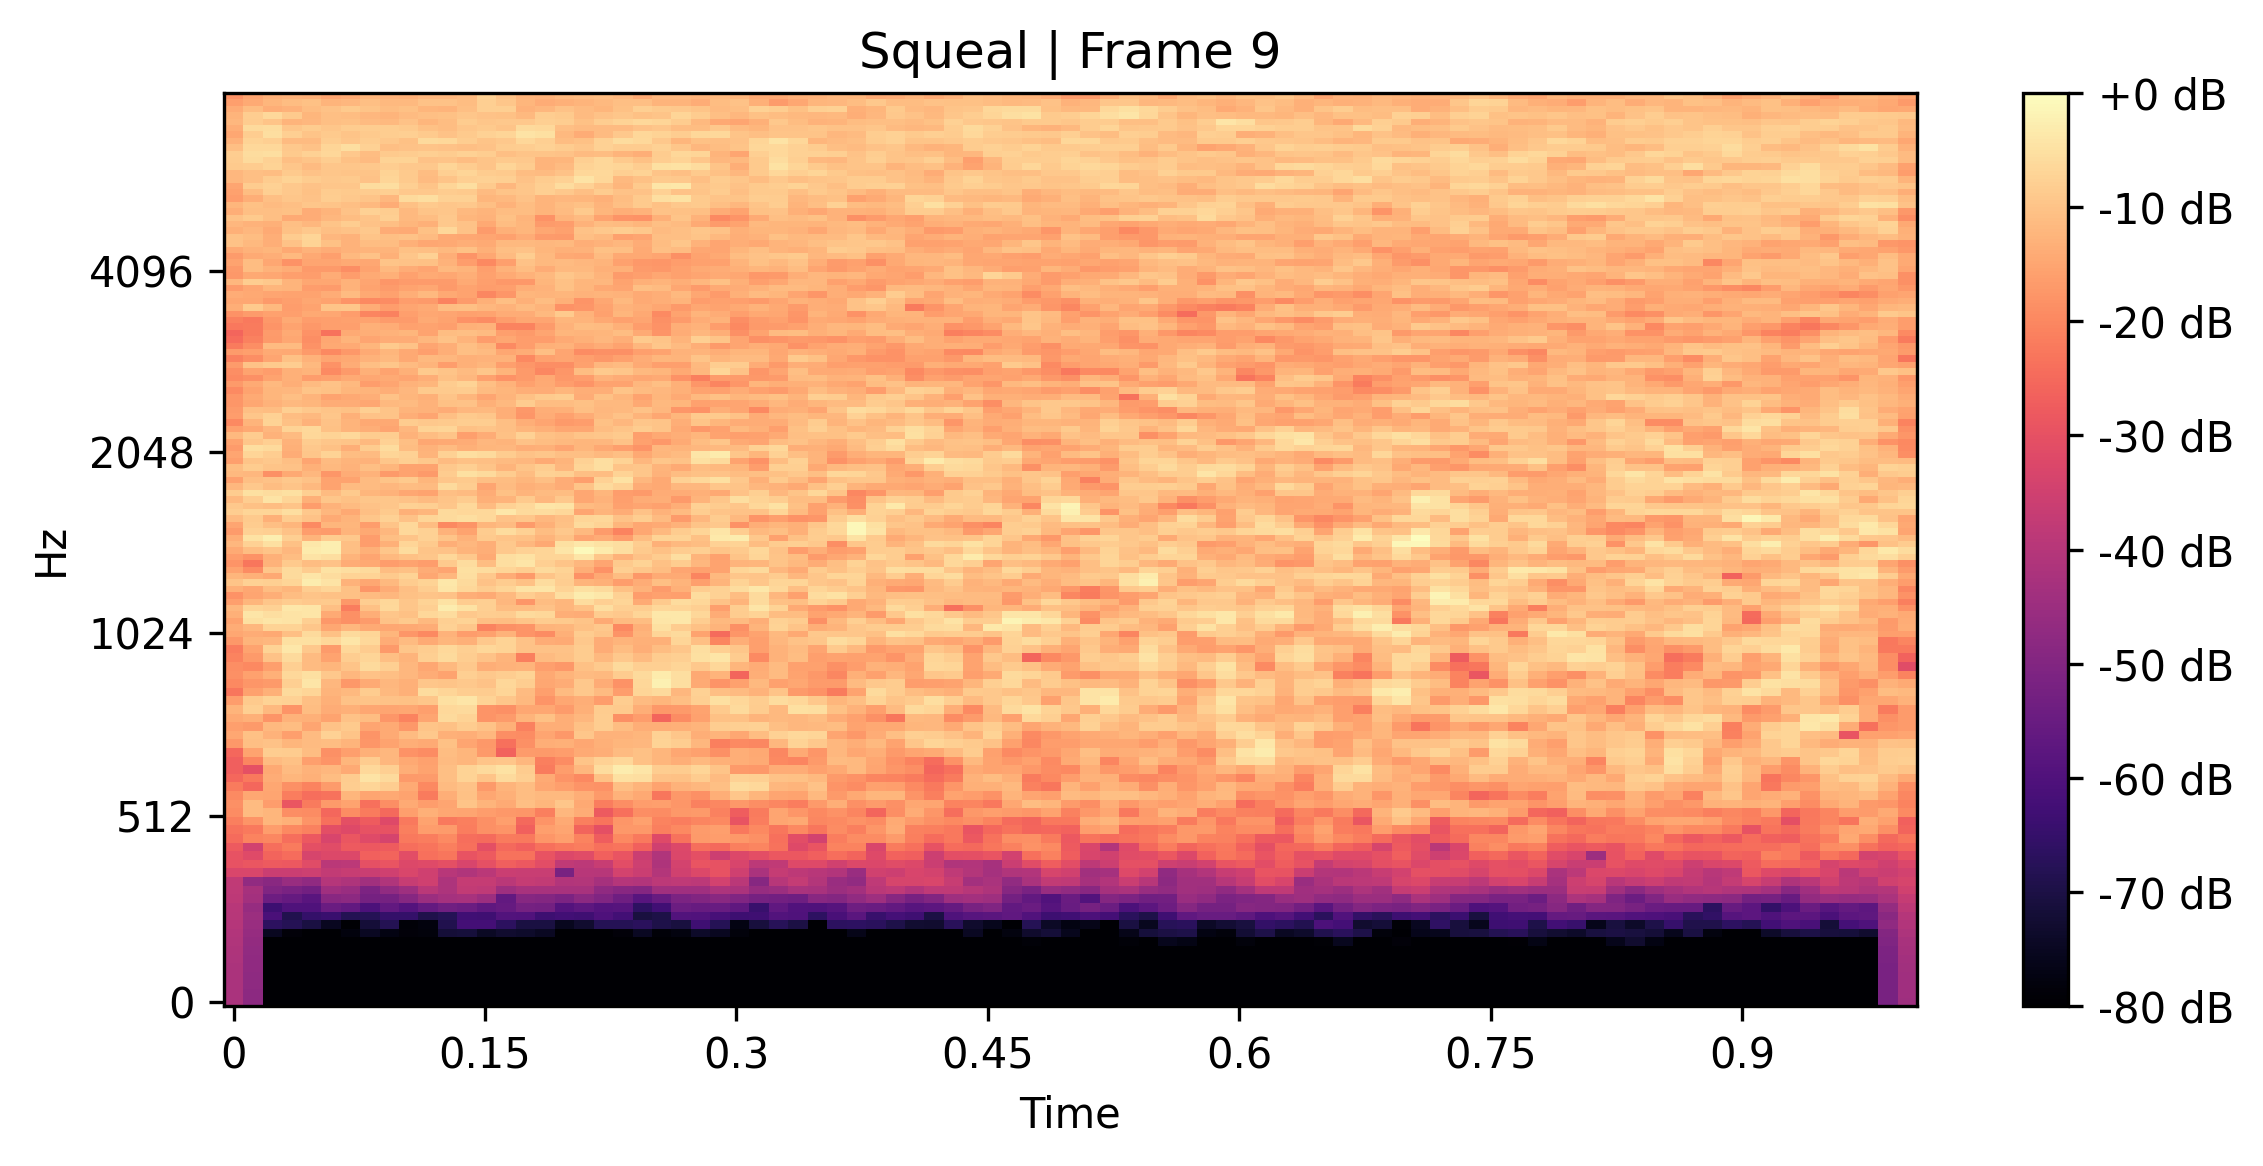 Squeal | Frame 9
+0 dB
-10 dB
-20 dB
-30 dB
-40 dB
-50 dB
-60 dB
-70 dB
-80 dB
Hz
4096
2048
1024
512
0
0 0.15 0.3 0.45 0.6 0.75 0.9
Time